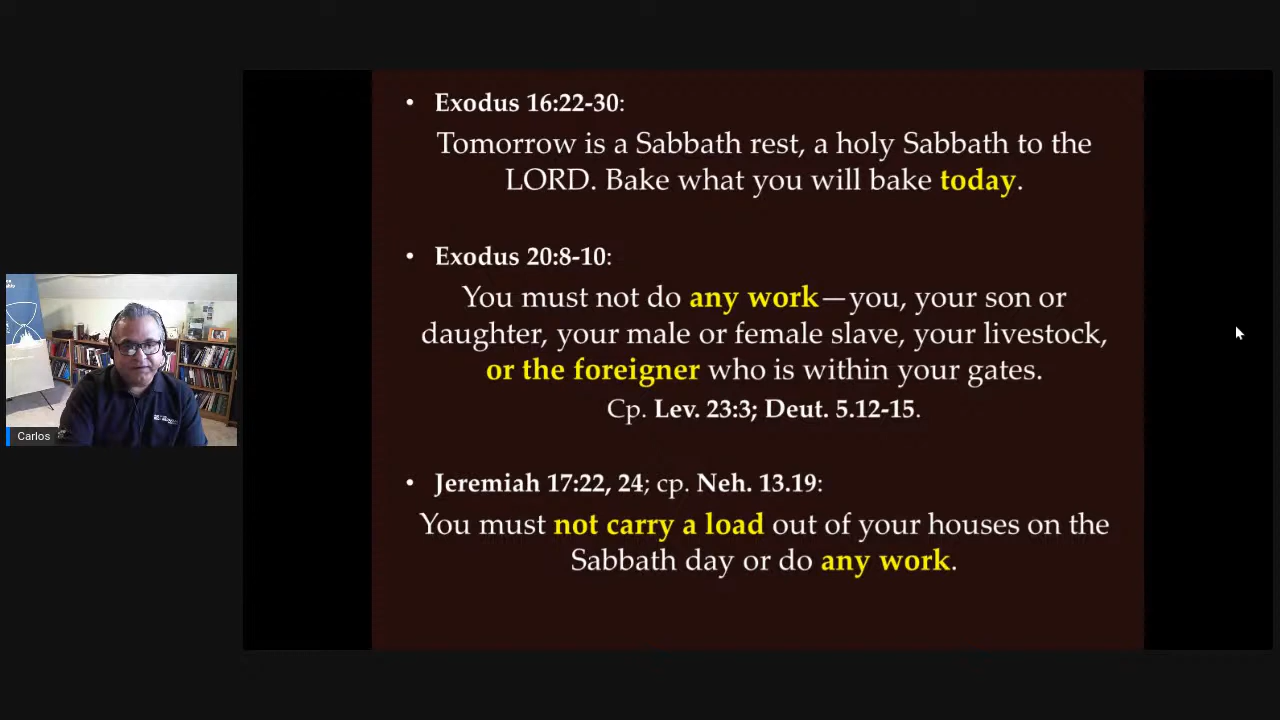 • Exodus 16:22-30:
Tomorrow is a Sabbath rest, a holy Sabbath to the
LORD. Bake what you will bake today.
• Exodus 20:8-10:
You must not do any work—you, your son or
daughter, your male or female slave, your livestock,
or the foreigner who is within your gates.
Cp. Lev. 23:3; Deut. 5.12-15.
• Jeremiah 17:22, 24; cp. Neh. 13.19:
You must not carry a load out of your houses on the
Sabbath day or do any work.
Carlos